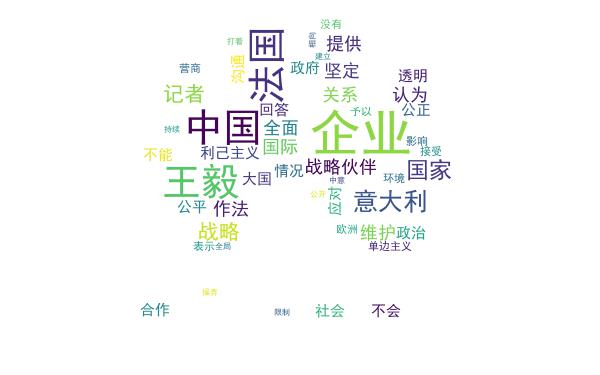 没有
打着
相向
提供
法国
建立
沟通
政府
坚定
营商
透明
记者
关系
认为
回答
予以
公正
中国
全面
企业
持续
国际
影响
接受
不能
利己主义
战略伙伴
国家
王毅
大国
情况
中意
环境
公开
应对
意大利
公平
作法
战略
欧洲
维护
政治
表示
全局
单边主义
操弄
合作
限制
社会
不会